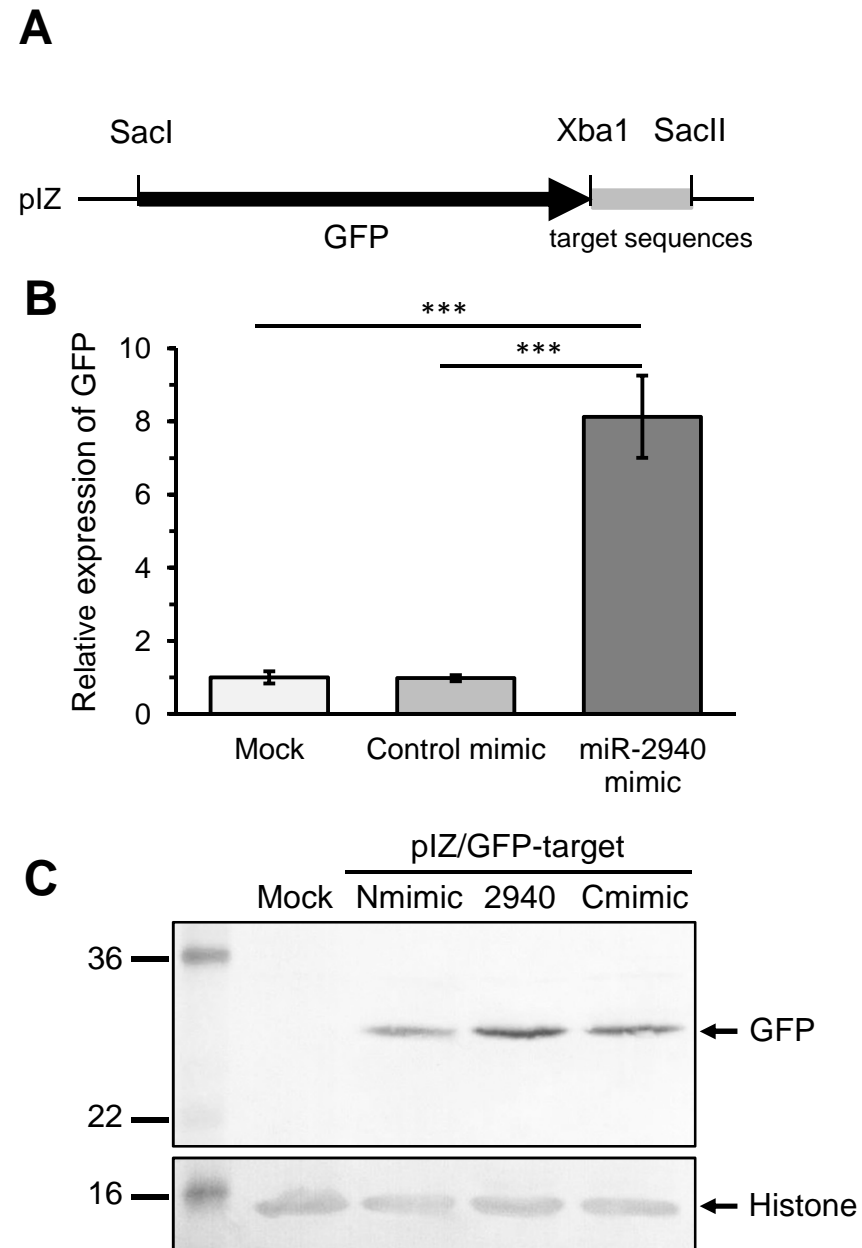 A
SacI
Xba1 SacII
pIZ
GFP
target sequences
B
***
***
Relative expression of GFP
10
8
6
4
2
0
Mock
Control mimic
miR-2940
mimic
C
pIZ/GFP-target
Mock Nmimic 2940 Cmimic
36
GFP
22
16
Histone